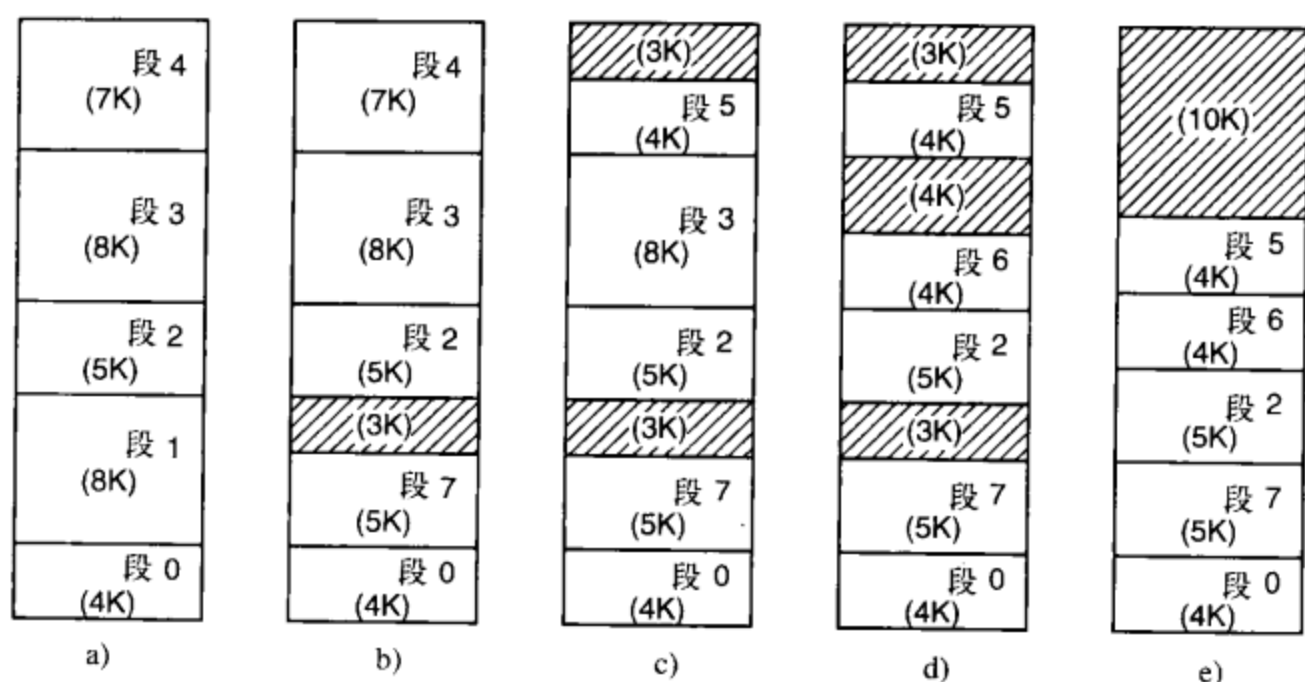 段 4
(7K)
段 3
(8K)
段 2
(5K)
段 1
(8K)
段 0
(4K)
a)
段 4
(7K)
段 3
(8K)
段 2
(5K)
(3K)
段 7
(5K)
段 0
(4K)
b)
(3K)
段 5
(4K)
段 3
(8K)
段 2
(5K)
(3K)
段 7
(5K)
段 0
(4K)
c)
(3K)
段 5
(4K)
(4K)
段 6
(4K)
段 2
(5K)
(3K)
段 7
(5K)
段 0
(4K)
d)
(10K)
段 5
(4K)
段 6
(4K)
段 2
(5K)
段 7
(5K)
段 0
(4K)
e)